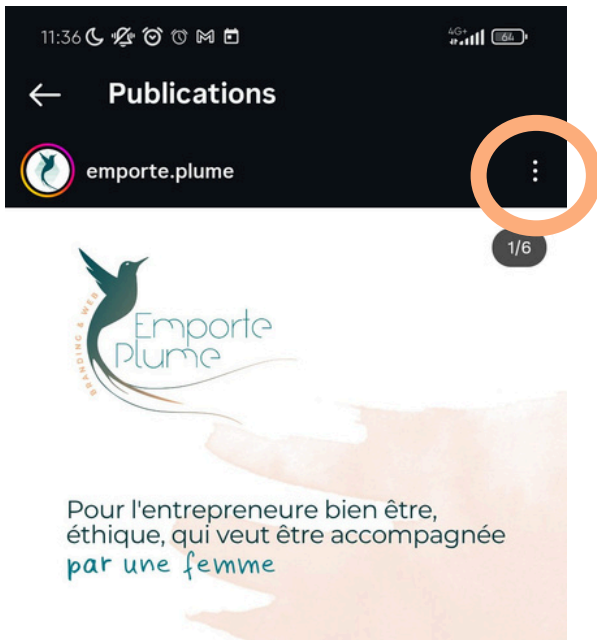 11:36
4G+
64
Publications
emporte.plume
1/6
BRANDING & WEB
Emporte
Plume
Pour l'entrepreneure bien être,
éthique, qui veut être accompagnée
par une femme